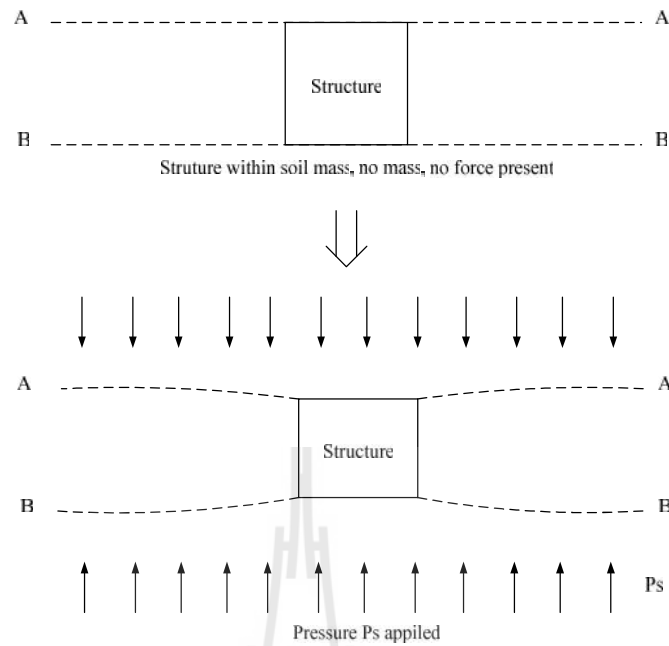 A A
Structure
B B
Struture within soil mass, no mass, no force present
A A
Structure
B B
Ps
Pressure Ps appiled